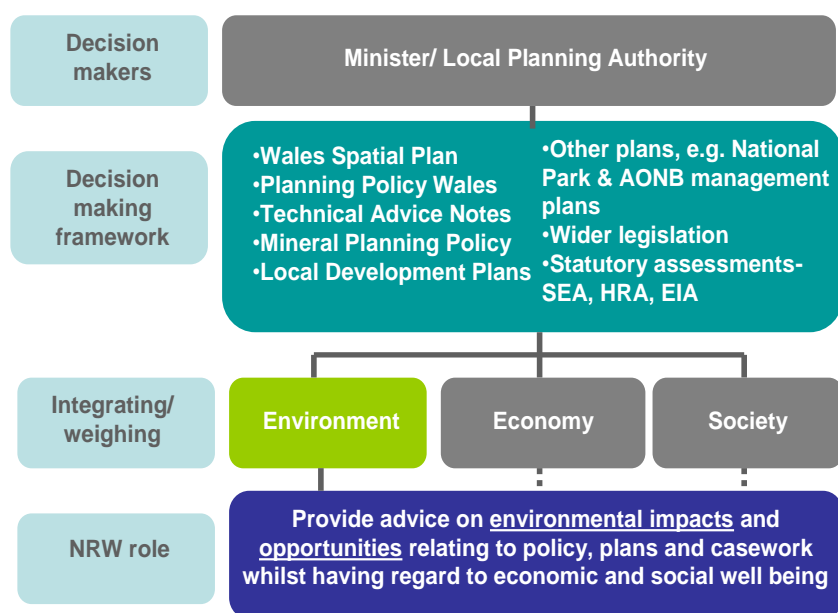 Decision
makers
Minister/ Local Planning Authority
Decision
making
framework
•Wales Spatial Plan
•Planning Policy Wales
•Technical Advice Notes
•Mineral Planning Policy
•Local Development Plans
•Other plans, e.g. National
Park & AONB management
plans
•Wider legislation
•Statutory assessments-
SEA, HRA, EIA
Integrating/
weighing
Environment
Economy
Society
NRW role
Provide advice on environmental impacts and
opportunities relating to policy, plans and casework
whilst having regard to economic and social well being